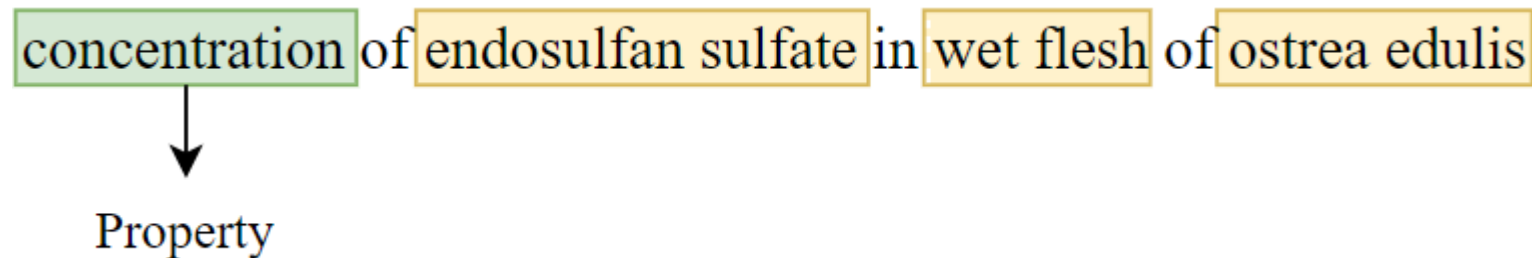 concentration of endosulfan sulfate in wet flesh of ostrea edulis
Property